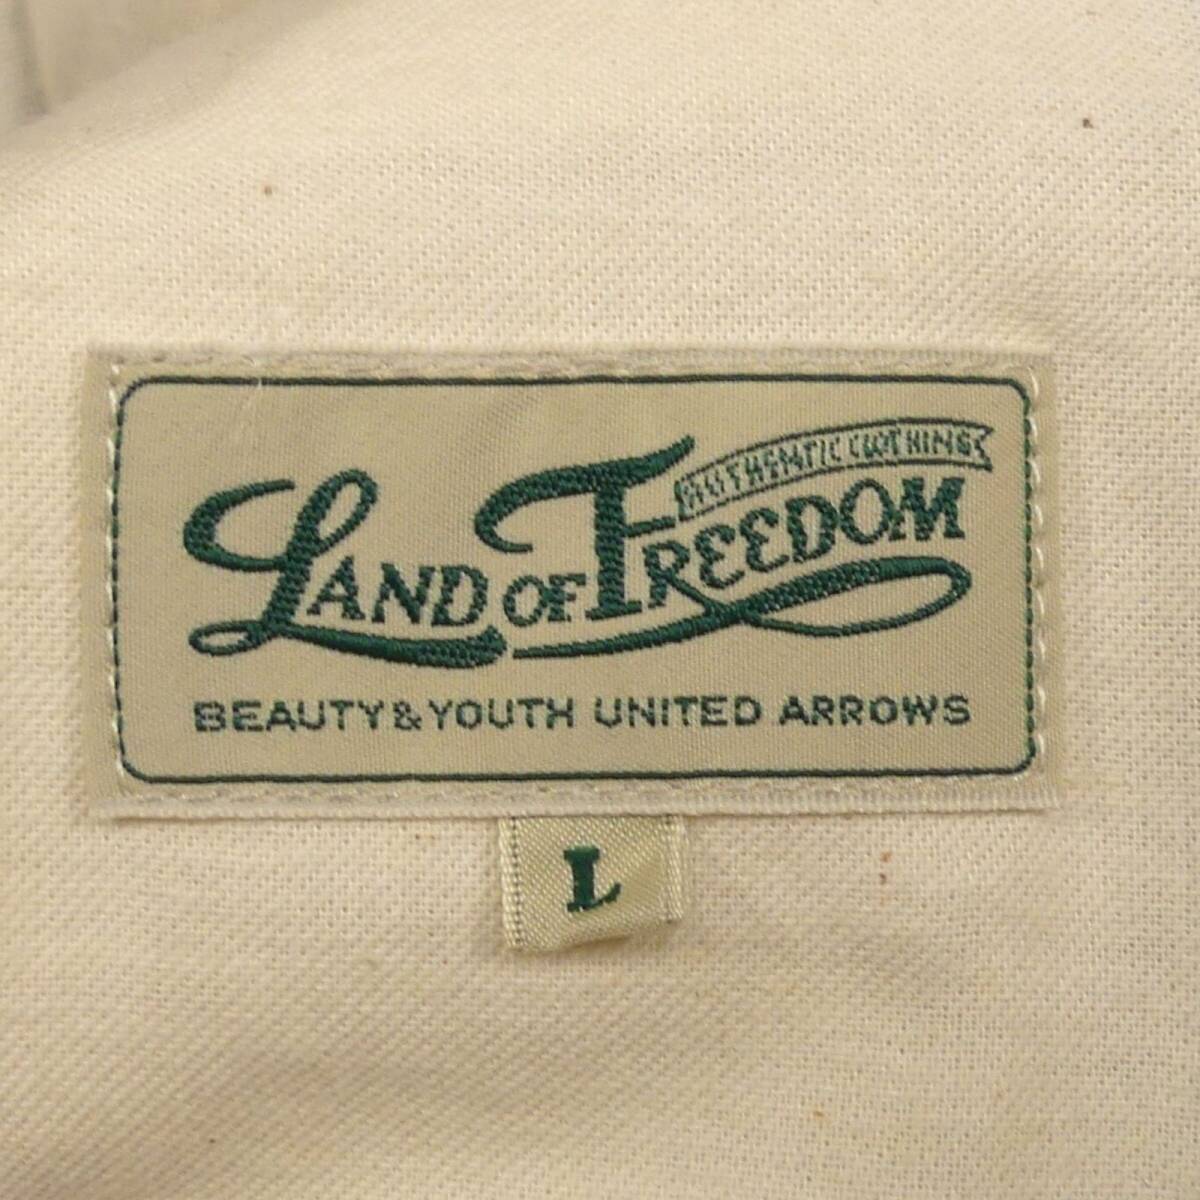 AUTHENTIC CLOTHING
LAND OF FREEDOM
BEAUTY&YOUTH UNITED ARROWS
L